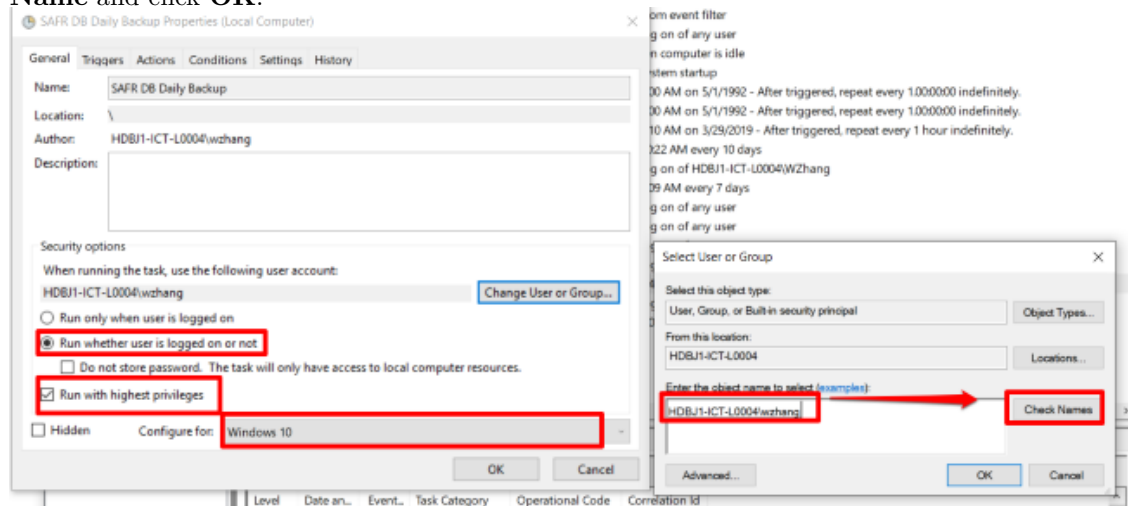 Name and click OK.
SAFR DB Daily Backup Properties (Local Computer)
General Triggers Actions Conditions Settings History
Name: SAFR DB Daily Backup
Location: \
Author: HDBJ1-ICT-L0004\wzhang
Description:
Security options
When running the task, use the following user account:
HDBJ1-ICT-L0004\wzhang Change User or Group...
Run only when user is logged on
Run whether user is logged on or not
Do not store password. The task will only have access to local computer resources.
Run with highest privileges
Hidden Configure for: Windows 10
OK Cancel
om event filter
g on of any user
n computer is idle
stem startup
00 AM on 5/1/1992 - After triggered, repeat every 1.00:00:00 indefinitely.
00 AM on 5/1/1992 - After triggered, repeat every 1.00:00:00 indefinitely.
10 AM on 3/29/2019 - After triggered, repeat every 1 hour indefinitely.
:22 AM every 10 days
g on of HDBJ1-ICT-L0004\WZhang
09 AM every 7 days
g on of any user
g on of any user
Select User or Group
Select this object type:
User, Group, or Built-in security principal Object Types...
From this location:
HDBJ1-ICT-L0004 Locations...
Enter the object name to select (examples):
HDBJ1-ICT-L0004\wzhang Check Names
Advanced... OK Cancel
Level Date an... Event... Task Category Operational Code Correlation Id